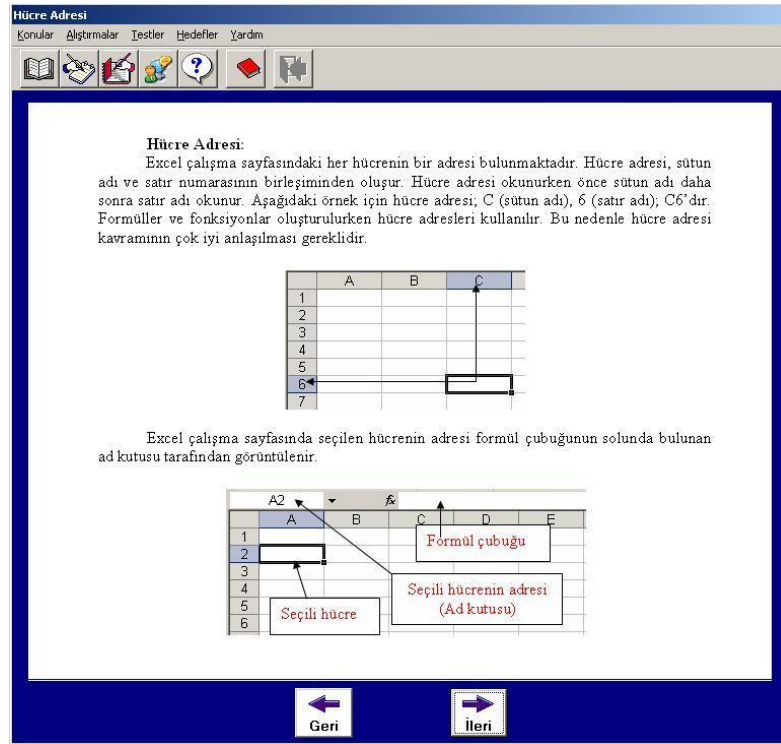 Hücre Adresi
Konular Alıştırmalar Testler Hedefler Yardım
Hücre Adresi:
Excel çalışma sayfasındaki her hücrenin bir adresi bulunmaktadır. Hücre adresi, sütun
adı ve satır numarasının birleşiminden oluşur. Hücre adresi okunurken önce sütun adı daha
sonra satır adı okunur. Aşağıdaki örnek için hücre adresi; C (sütun adı), 6 (satır adı); C6’dır.
Formüller ve fonksiyonlar oluşturulurken hücre adresleri kullanılır. Bu nedenle hücre adresi
kavramının çok iyi anlaşılması gereklidir.
A B C
1
2
3
4
5
6
7
Excel çalışma sayfasında seçilen hücrenin adresi formül çubuğunun solunda bulunan
ad kutusu tarafından görüntülenir.
A2 fx
A B C D E
1
2
3
4
5
6
Formül çubuğu
Seçili hücrenin adresi
(Ad kutusu)
Seçili hücre
Geri
İleri